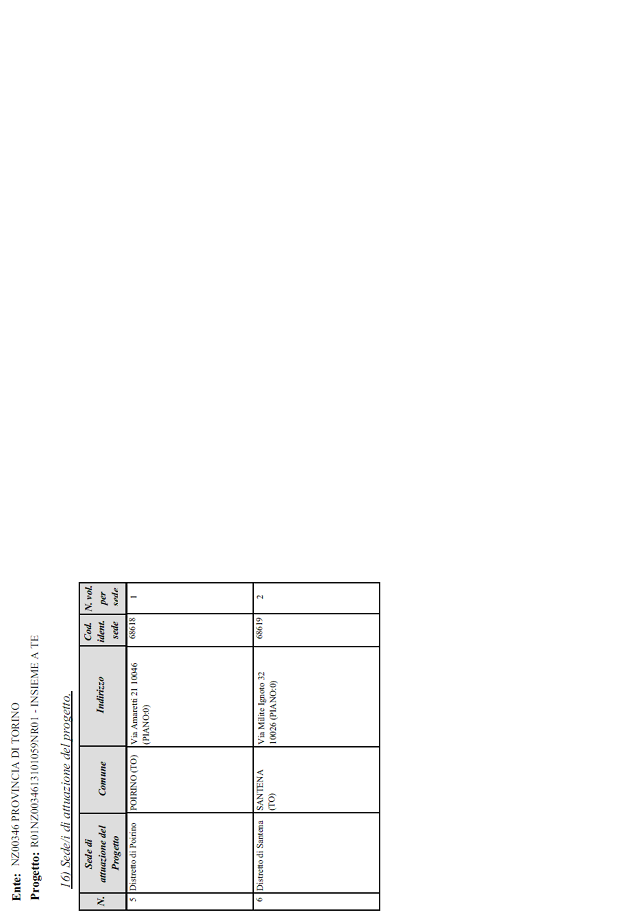 Ente: NZ00346 PROVINCIA DI TORINO
Progetto: R01NZ0034613101059NR01 - INSIEME A TE
16) Sede/i di attuazione del progetto.
N. Sede di attuazione del Progetto Comune Indirizzo Cod. ident. sede N. vol. per sede
5 Distretto di Poirino POIRINO (TO) Via Amaretti 21 10046 (PIANO:0) 68618 1
6 Distretto di Santena SANTENA (TO) Via Milite Ignoto 32 10026 (PIANO:0) 68619 2